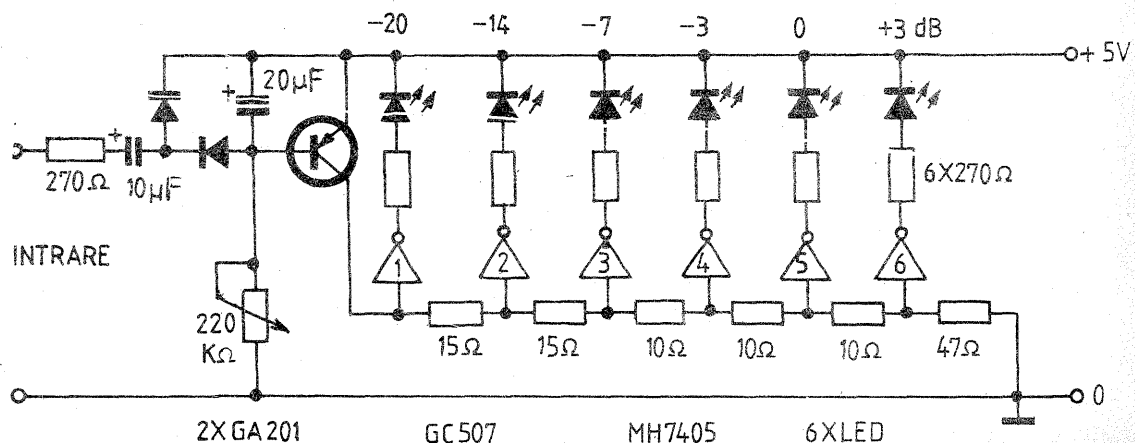 -20 -14 -7 -3 0 +3 dB
+ 5V
+ 20µF
+
270Ω 10µF
6X270Ω
INTRARE
1 2 3 4 5 6
220 KΩ
15Ω 15Ω 10Ω 10Ω 10Ω 47Ω
0
2XGA201 GC507 MH7405 6XLED